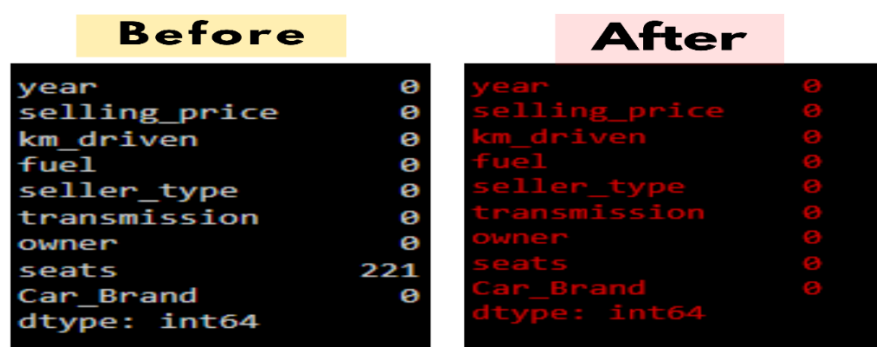 Before
year 0
selling_price 0
km_driven 0
fuel 0
seller_type 0
transmission 0
owner 0
seats 221
Car_Brand 0
dtype: int64
After
year 0
selling_price 0
km_driven 0
fuel 0
seller_type 0
transmission 0
owner 0
seats 0
Car_Brand 0
dtype: int64